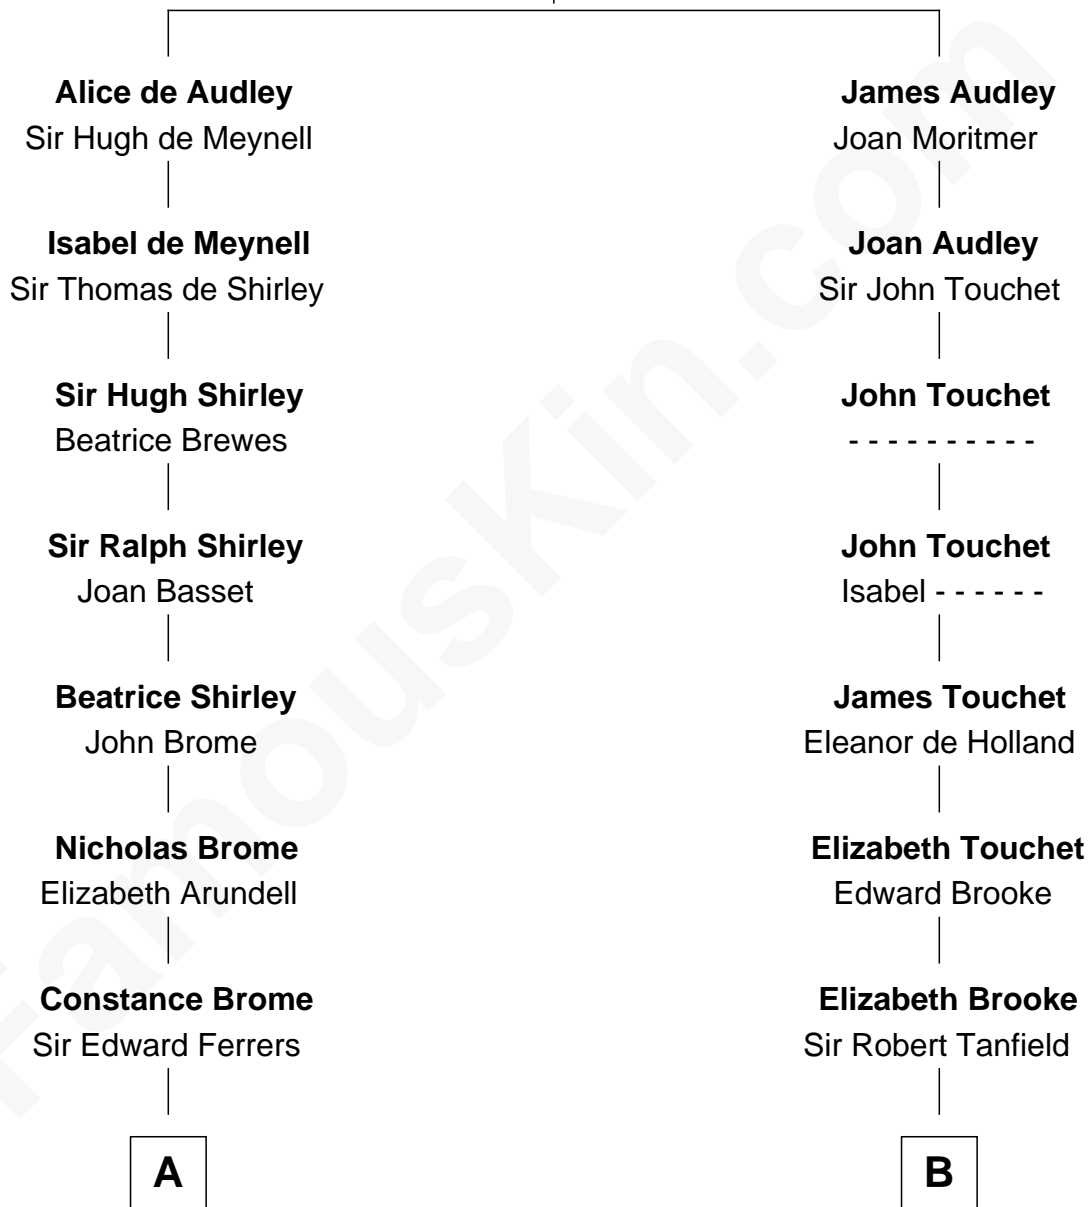 Alice de Audley
Sir Hugh de Meynell
Isabel de Meynell
Sir Thomas de Shirley
Sir Hugh Shirley
Beatrice Brewes
Sir Ralph Shirley
Joan Basset
Beatrice Shirley
John Brome
Nicholas Brome
Elizabeth Arundell
Constance Brome
Sir Edward Ferrers
A
James Audley
Joan Moritmer
Joan Audley
Sir John Touchet
John Touchet
- - - - - - - - - -
John Touchet
Isabel - - - - - -
James Touchet
Eleanor de Holland
Elizabeth Touchet
Edward Brooke
Elizabeth Brooke
Sir Robert Tanfield
B
FamousKin.com